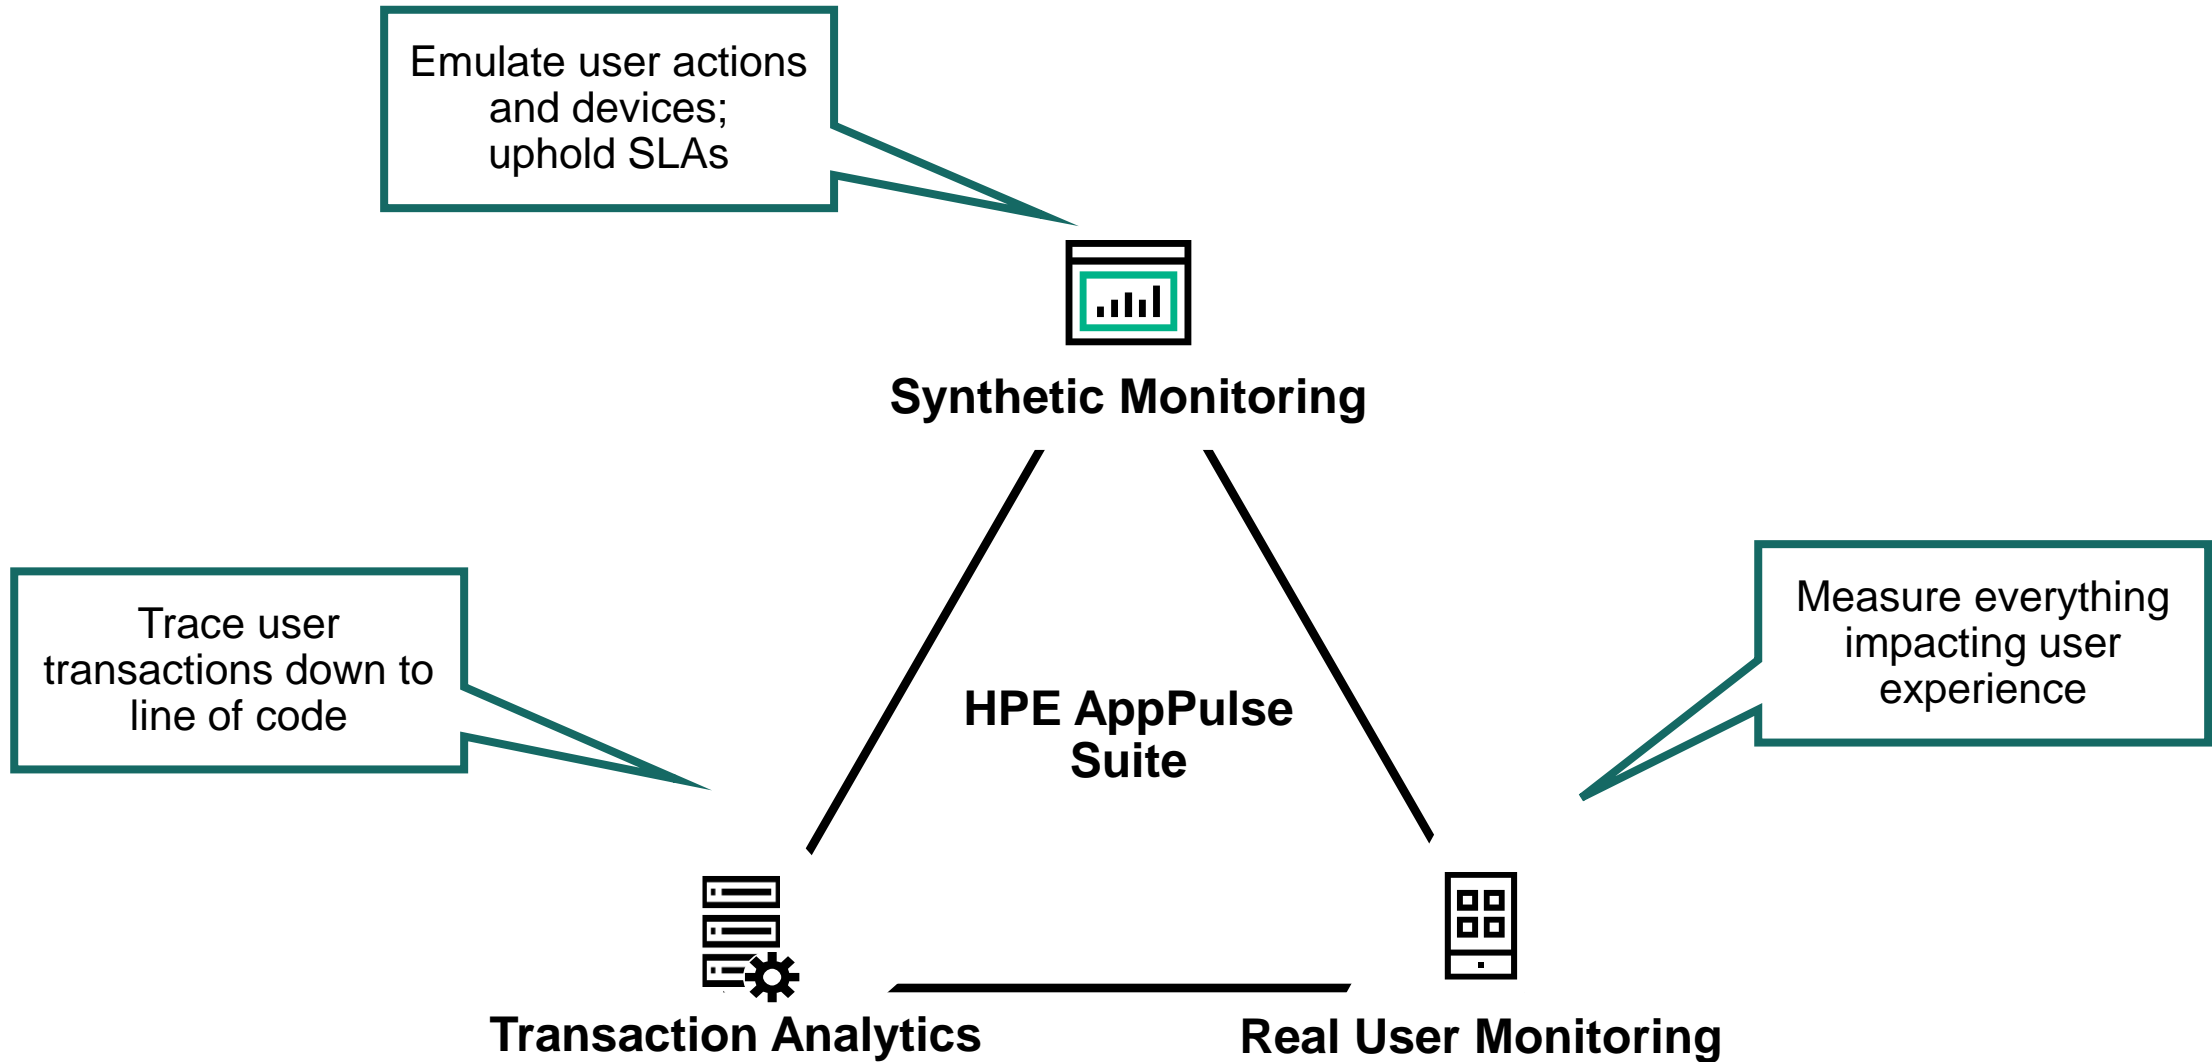 Emulate user actions
and devices;
uphold SLAs
Synthetic Monitoring
Trace user
transactions down to
line of code
Measure everything
impacting user
experience
HPE AppPulse
Suite
Transaction Analytics
Real User Monitoring